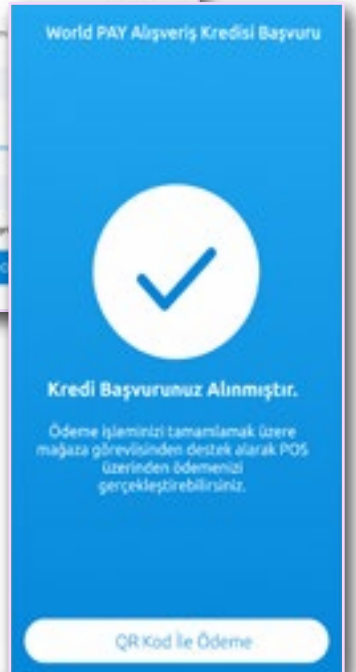 World PAY Alışveriş Kredisi Başvuru
Kredi Başvurunuz Alınmıştır.
Ödeme işleminizi tamamlamak üzere
mağaza görevlisinden destek alarak POS
üzerinden ödemenizi
gerçekleştirebilirsiniz.
QR Kod İle Ödeme